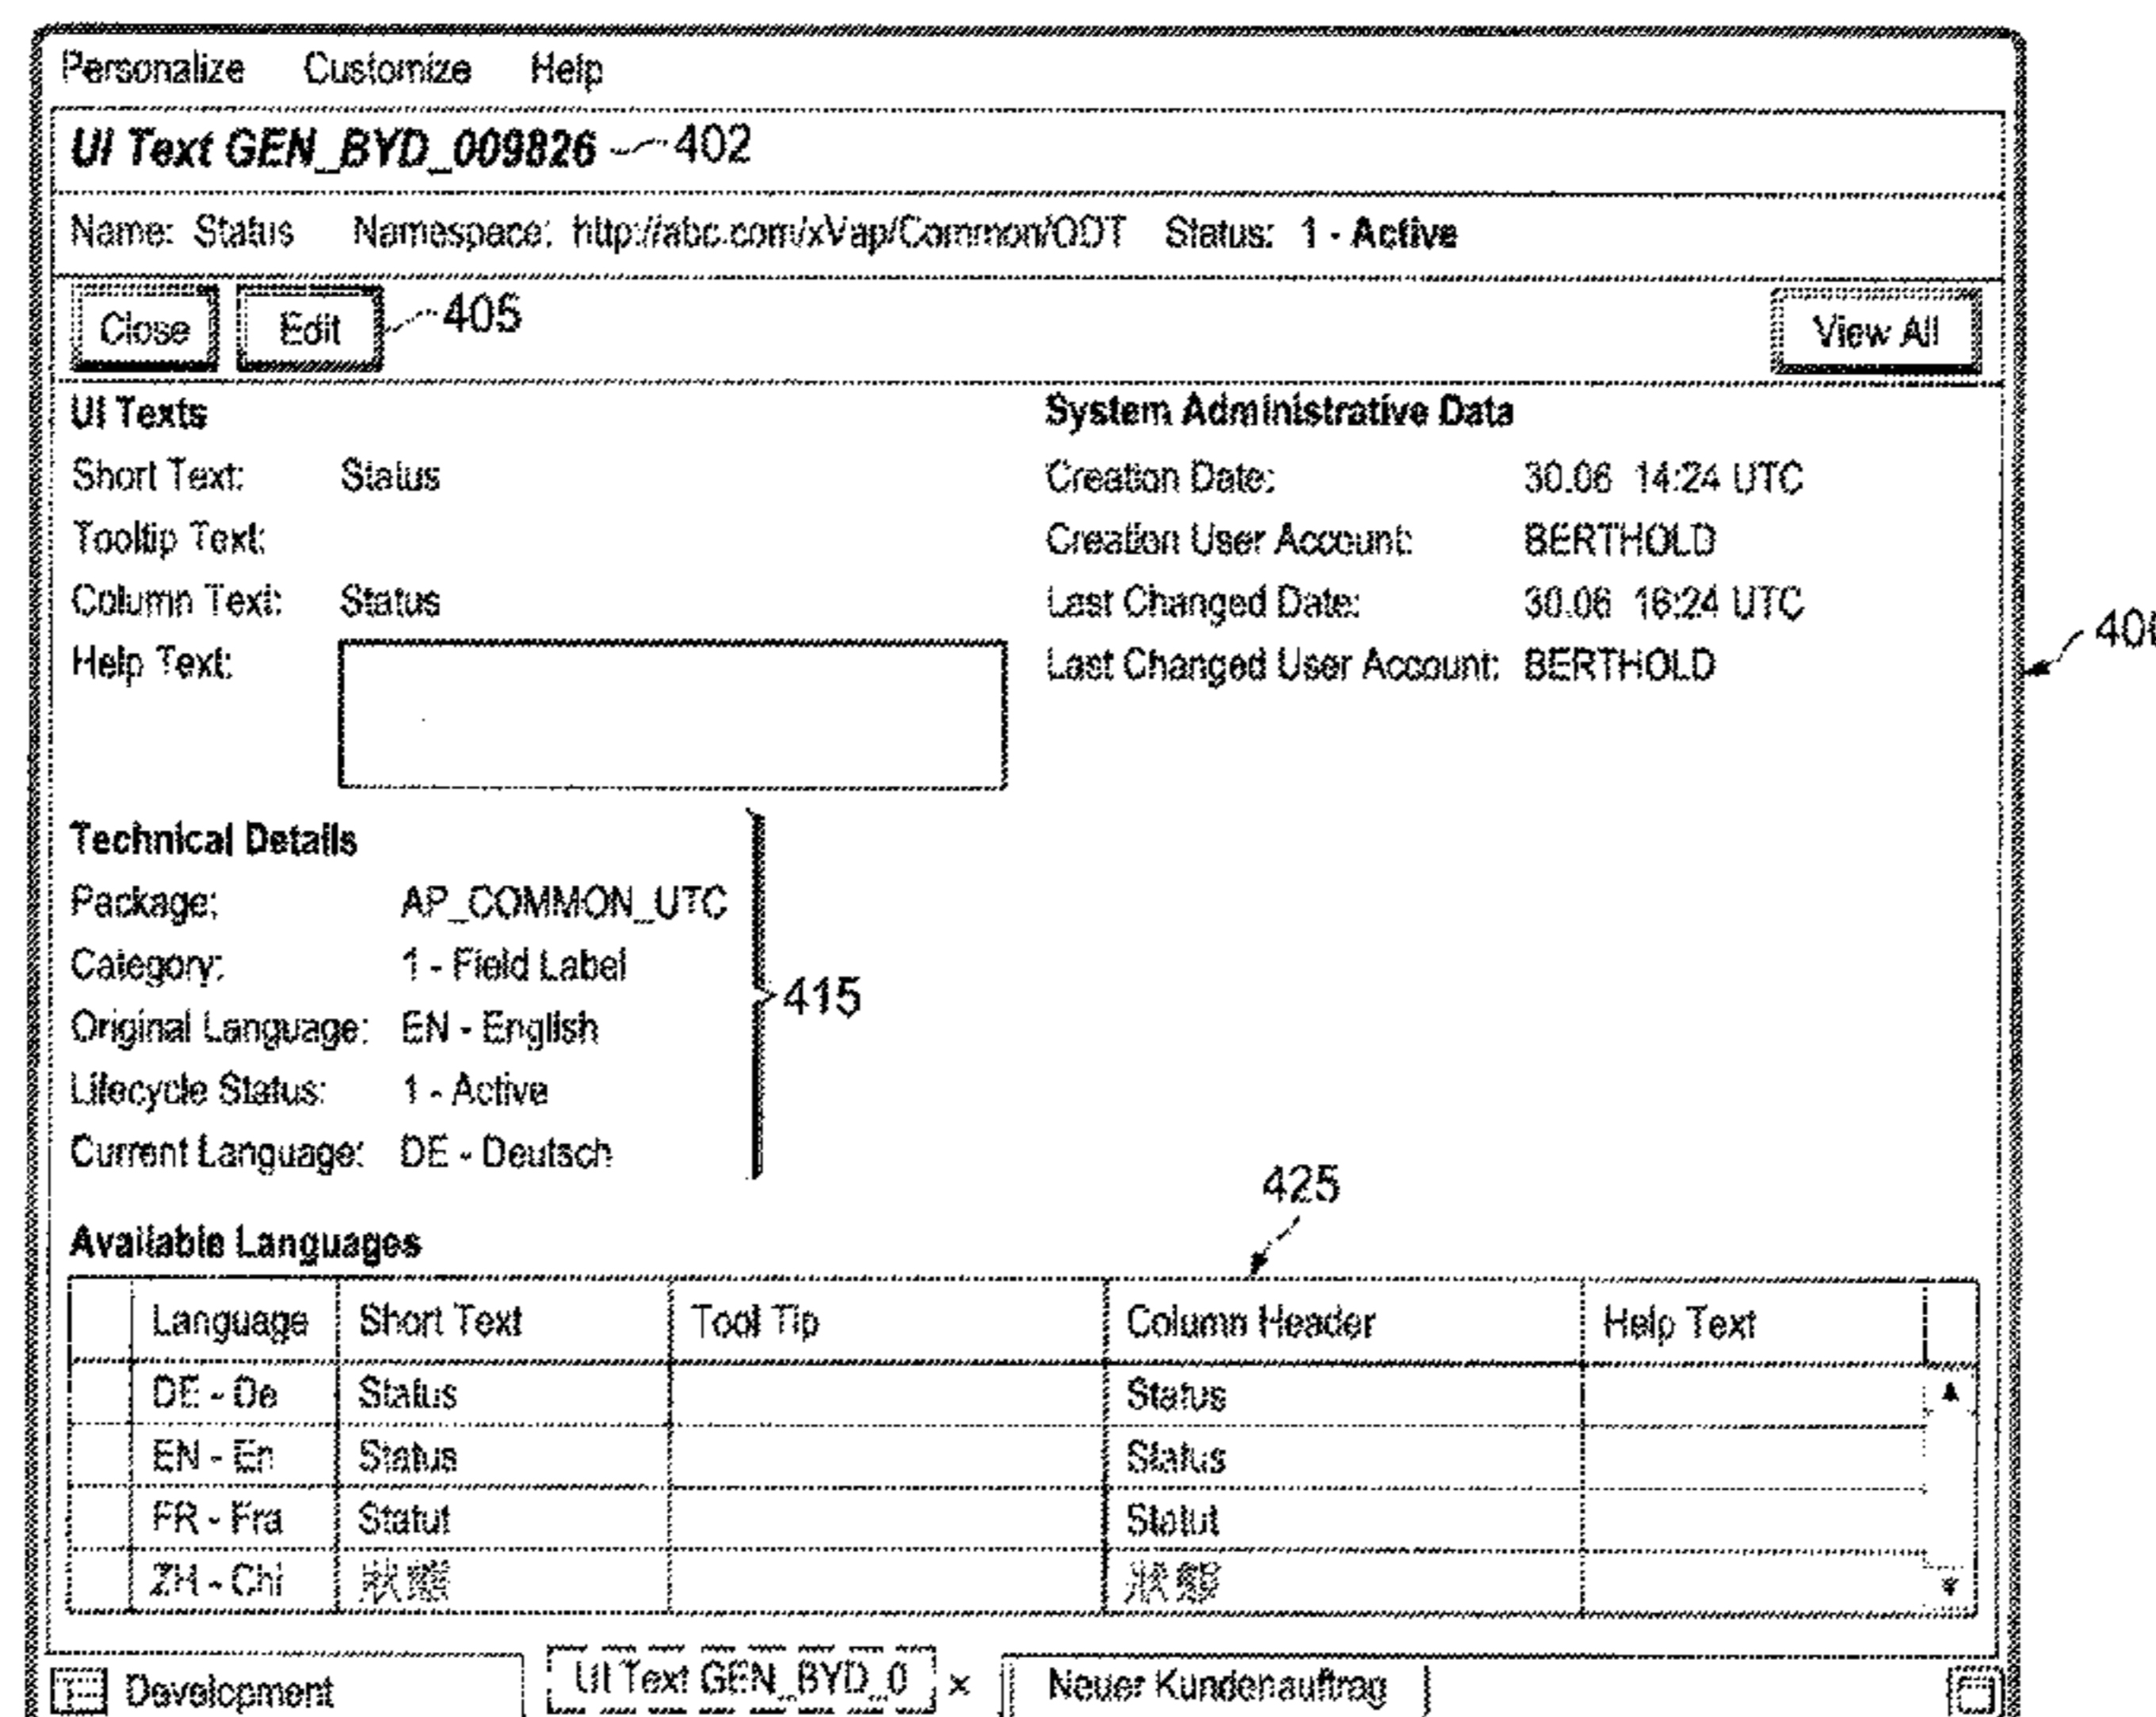 Personalize Customize Help
UI Text GEN_BYD_009826 402
Name: Status Namespace: http://abc.com/xVap/Common/ODT Status: 1 - Active
Close Edit 405 View All
UI Texts System Administrative Data
Short Text: Status Creation Date: 30.06 14:24 UTC
Tooltip Text: Creation User Account: BERTHOLD
Column Text: Status Last Changed Date: 30.06 16:24 UTC
Help Text: Last Changed User Account: BERTHOLD
Technical Details
Package: AP_COMMON_UTC
Category: 1 - Field Label
415
Original Language: EN - English
Lifecycle Status: 1 - Active
Current Language: DE - Deutsch
425
Available Languages
Language Short Text Tool Tip Column Header Help Text
DE - De Status Status
EN - En Status Status
FR - Fra Statut Statut
ZH - Chi
Development UI Text GEN_BYD_0 × Neuer Kundenauftrag